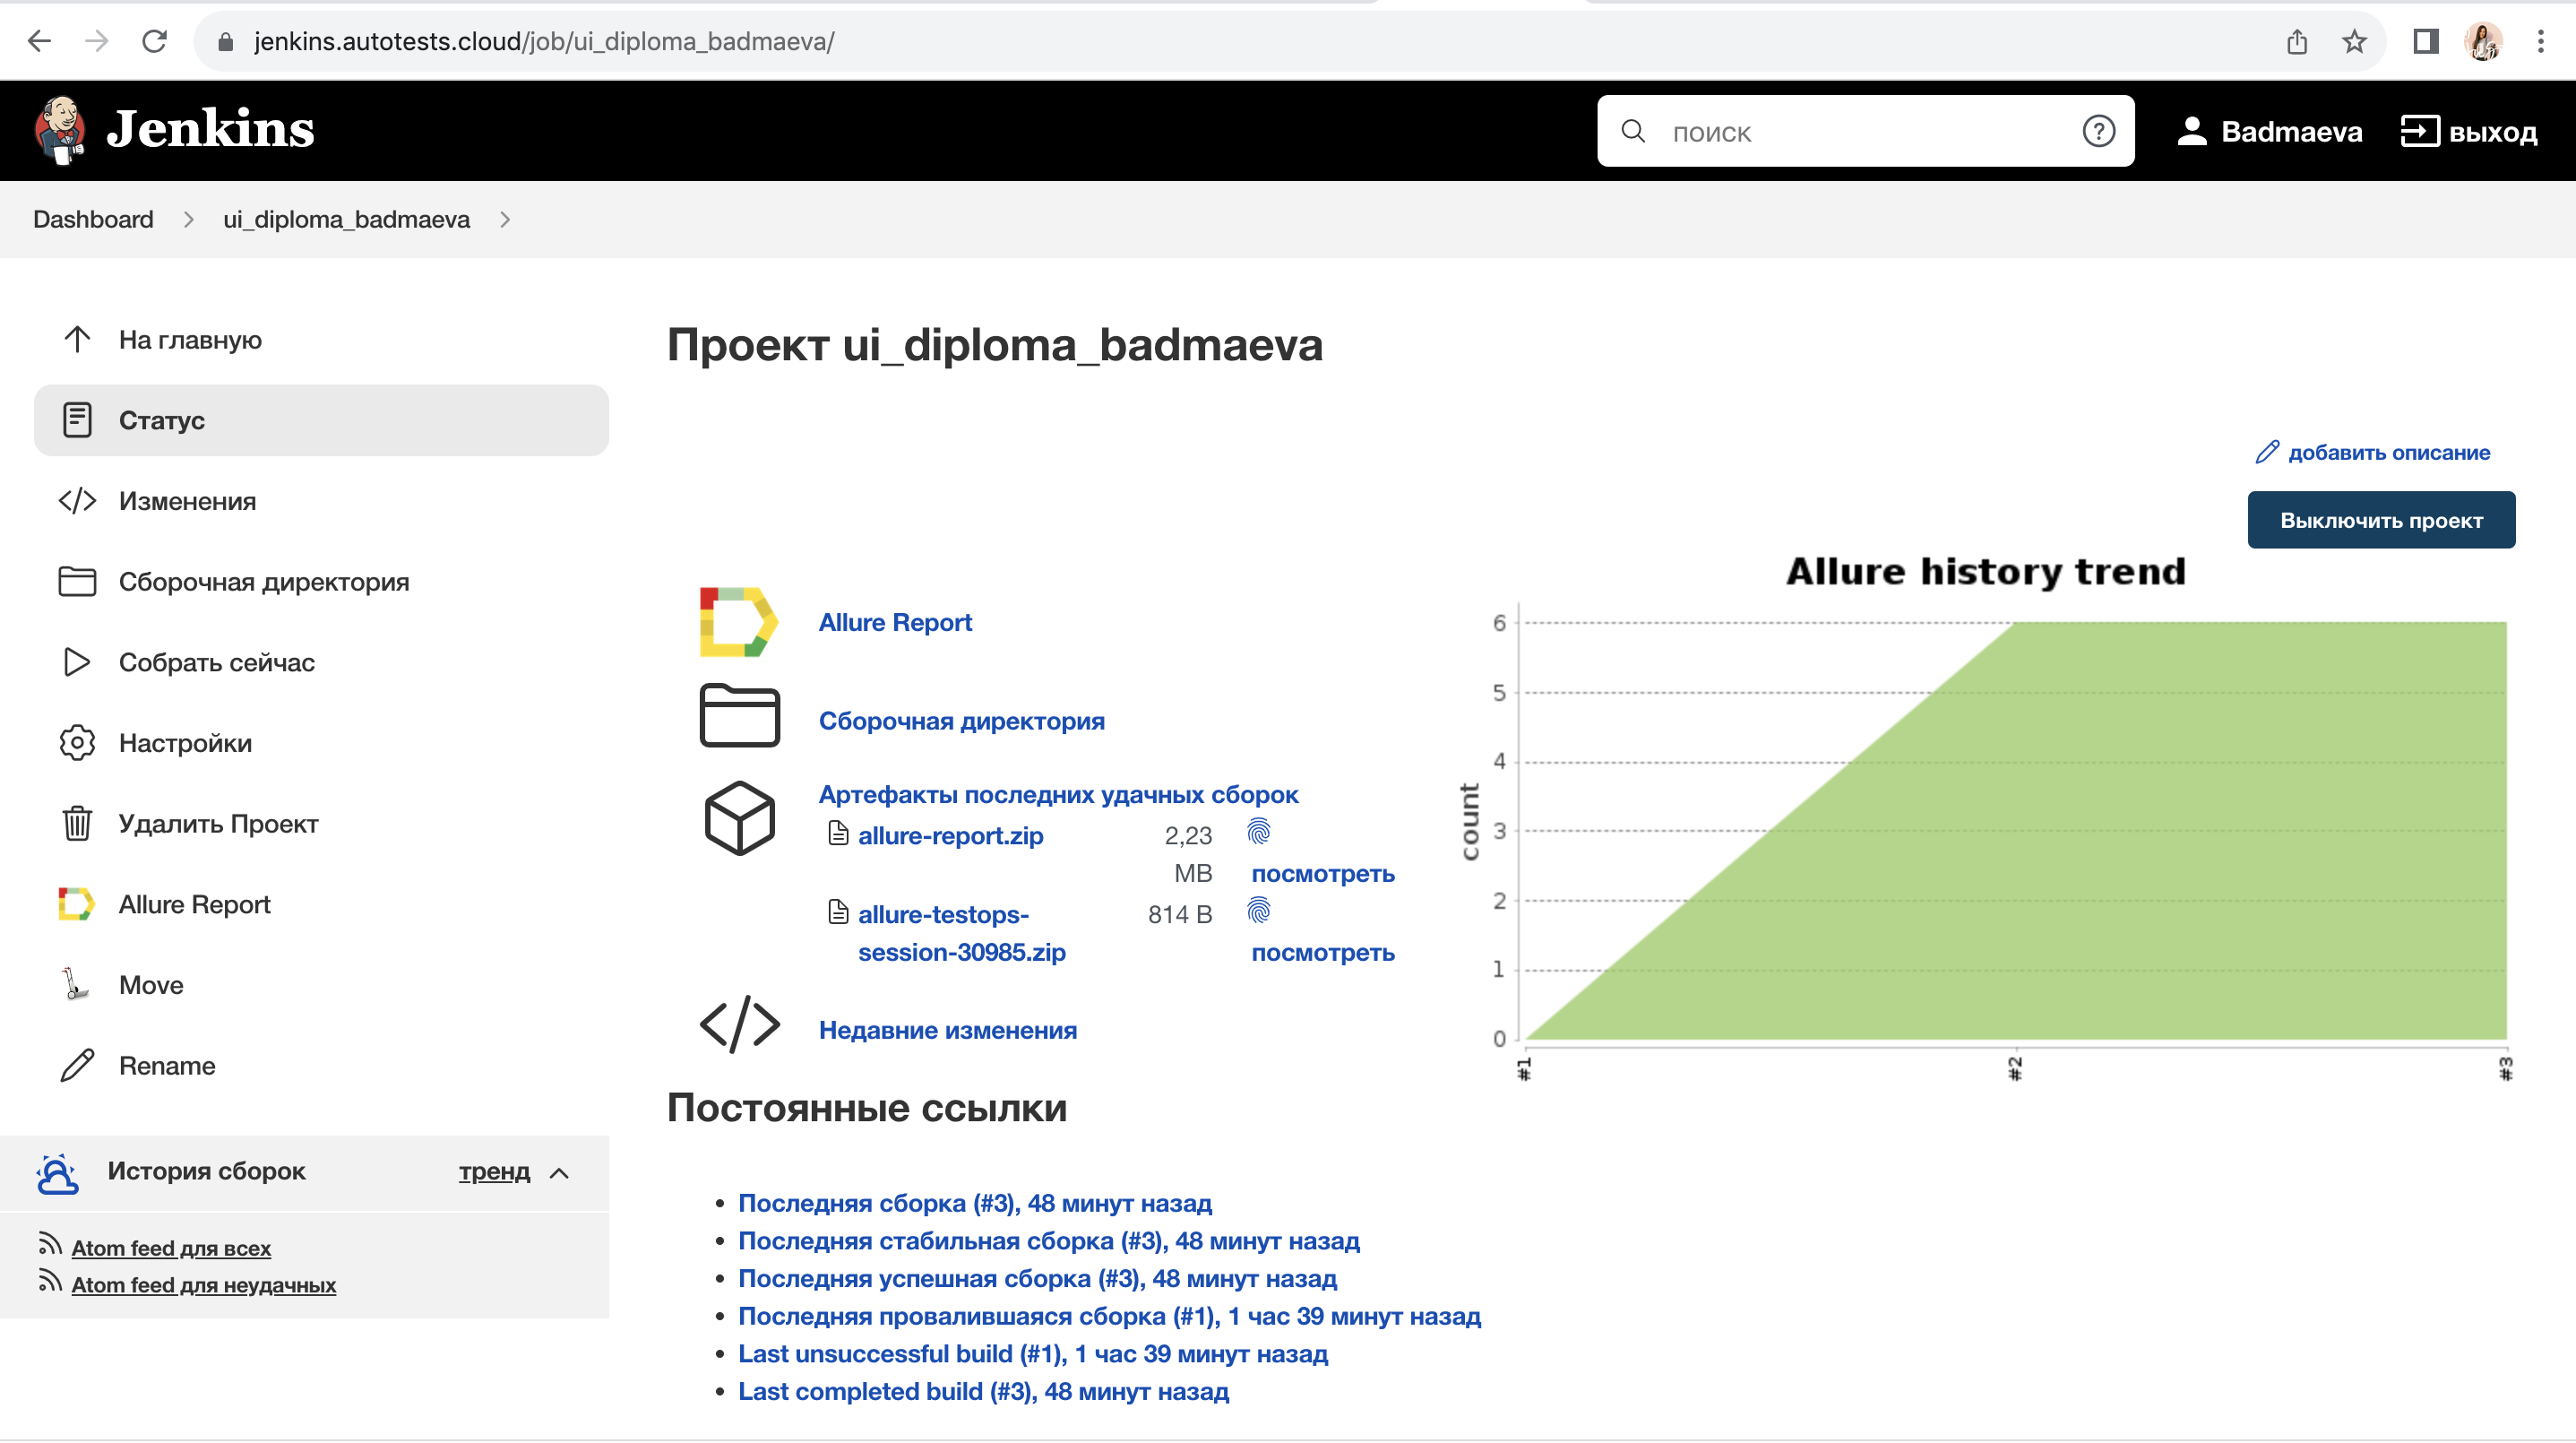 jenkins.autotests.cloud/job/ui_diploma_badmaeva/
Jenkins
поиск
?
Badmaeva
выход
Dashboard
ui_diploma_badmaeva
На главную
Статус
Изменения
Сборочная директория
Собрать сейчас
Настройки
Удалить Проект
Allure Report
Move
Rename
История сборок
тренд
Atom feed для всех
Atom feed для неудачных
Проект ui_diploma_badmaeva
добавить описание
Выключить проект
Allure Report
Сборочная директория
Артефакты последних удачных сборок
allure-report.zip 2,23
MB посмотреть
allure-testops- 814 B
session-30985.zip посмотреть
Недавние изменения
Allure history trend
count
6
5
4
3
2
1
0
#1
#2
#3
Постоянные ссылки
Последняя сборка (#3), 48 минут назад
Последняя стабильная сборка (#3), 48 минут назад
Последняя успешная сборка (#3), 48 минут назад
Последняя провалившаяся сборка (#1), 1 час 39 минут назад
Last unsuccessful build (#1), 1 час 39 минут назад
Last completed build (#3), 48 минут назад